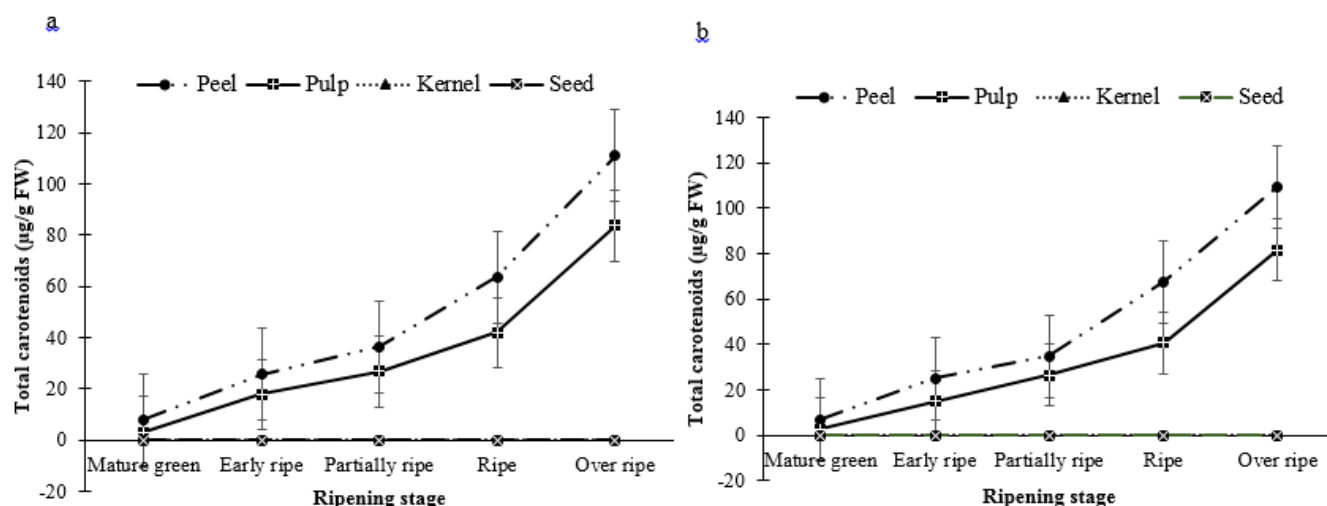 a
Peel Pulp Kernel Seed
Total carotenoids (µg/g FW)
140
120
100
80
60
40
20
0
-20
Mature green Early ripe Partially ripe Ripe Over ripe
Ripening stage
b
Peel Pulp Kernel Seed
Total carotenoids (µg/g FW)
140
120
100
80
60
40
20
0
-20
Mature green Early ripe Partially ripe Ripe Over ripe
Ripening stage